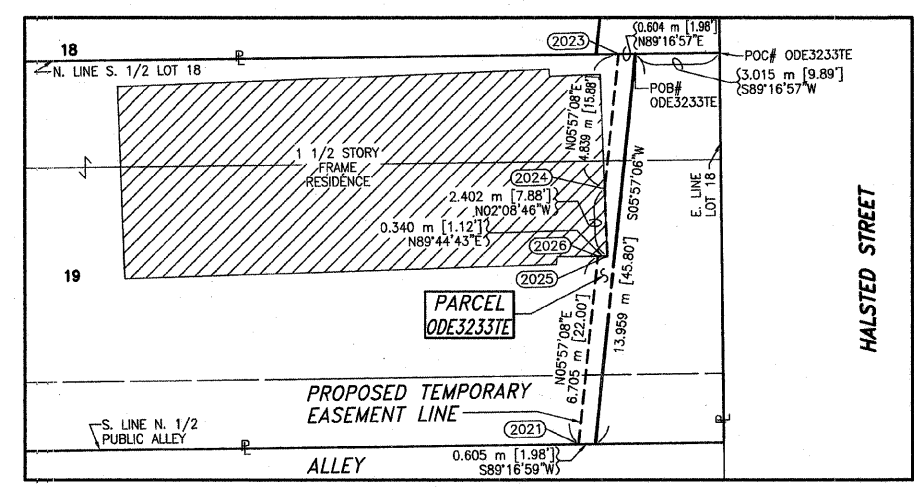 0.604 m [1.98']
N89°16'57"E
2023
18
N. LINE S. 1/2 LOT 18
POC# ODE3233TE
3.015 m [9.89']
S89°16'57"W
POB#
ODE3233TE
N05°57'08"E
4.839 m [15.88']
1 1/2 STORY
FRAME
RESIDENCE
2024
2.402 m [7.88']
N02°08'46"W
0.340 m [1.12']
N89°44'43"E
2026
2025
S05°57'06"W
13.959 m [45.80']
E. LINE
LOT 18
HALSTED STREET
19
PARCEL
ODE3233TE
N05°57'08"E
6.705 m [22.00']
PROPOSED TEMPORARY
EASEMENT LINE
2021
S. LINE N. 1/2
PUBLIC ALLEY
ALLEY
0.605 m [1.98']
S89°16'59"W